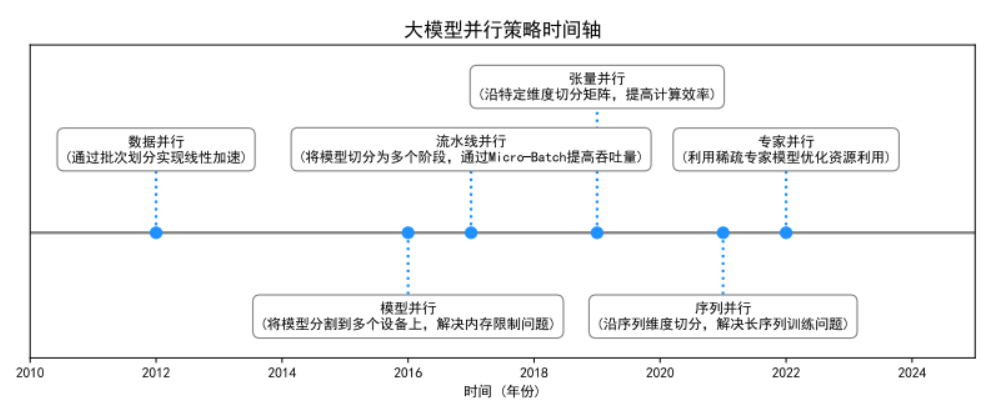 大模型并行策略时间轴
张量并行
(沿特定维度切分矩阵，提高计算效率)
数据并行
(通过批次划分实现线性加速)
流水线并行
(将模型切分为多个阶段，通过Micro-Batch提高吞吐量)
专家并行
(利用稀疏专家模型优化资源利用)
模型并行
(将模型分割到多个设备上，解决内存限制问题)
序列并行
(沿序列维度切分，解决长序列训练问题)
2010 2012 2014 2016 2018 2020 2022 2024
时间 (年份)